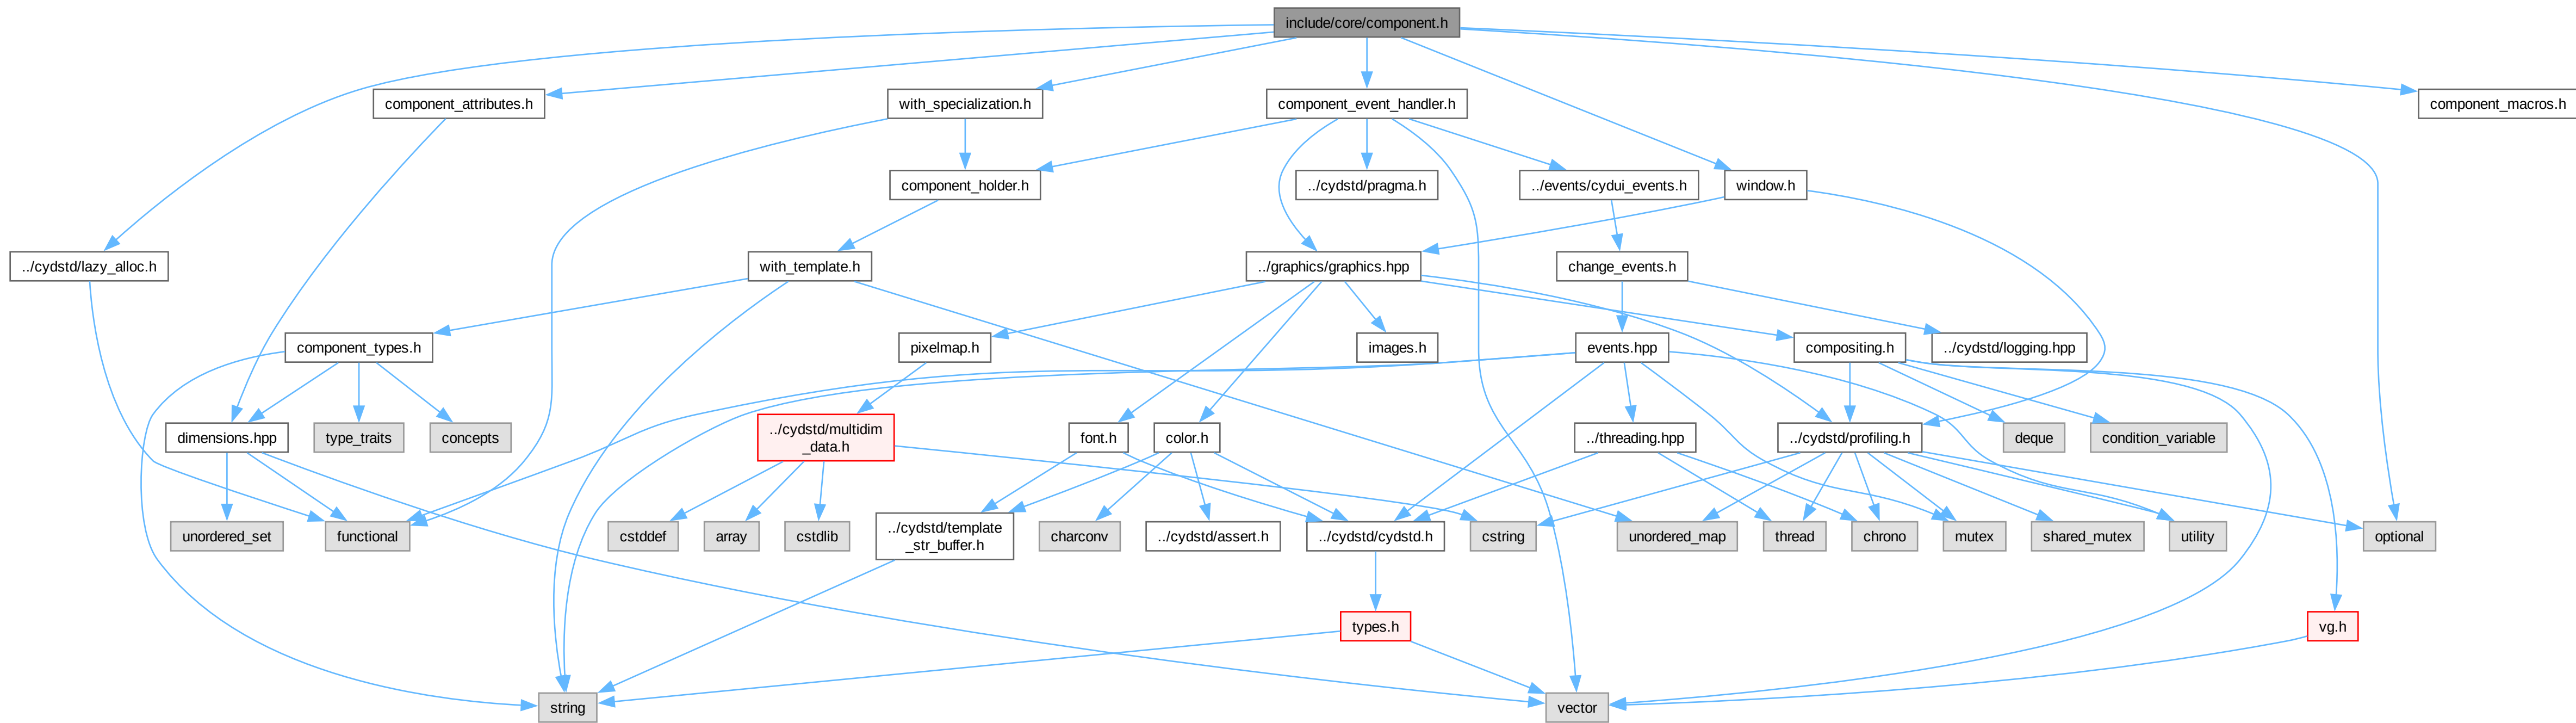 include/core/component.h
component_attributes.h
with_specialization.h
component_event_handler.h
component_macros.h
component_holder.h
../cydstd/pragma.h
../events/cydui_events.h
window.h
../cydstd/lazy_alloc.h
with_template.h
../graphics/graphics.hpp
change_events.h
component_types.h
pixelmap.h
images.h
events.hpp
compositing.h
../cydstd/logging.hpp
dimensions.hpp
type_traits
concepts
../cydstd/multidim
_data.h
font.h
color.h
../threading.hpp
../cydstd/profiling.h
deque
condition_variable
unordered_set
functional
cstddef
array
cstdlib
../cydstd/template
_str_buffer.h
charconv
../cydstd/assert.h
../cydstd/cydstd.h
cstring
unordered_map
thread
chrono
mutex
shared_mutex
utility
optional
types.h
vg.h
string
vector